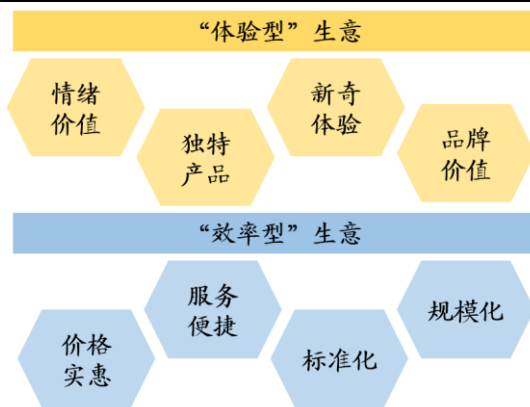 “体验型”生意
情绪
价值
独特
产品
新奇
体验
品牌
价值
“效率型”生意
价格
实惠
服务
便捷
标准化
规模化